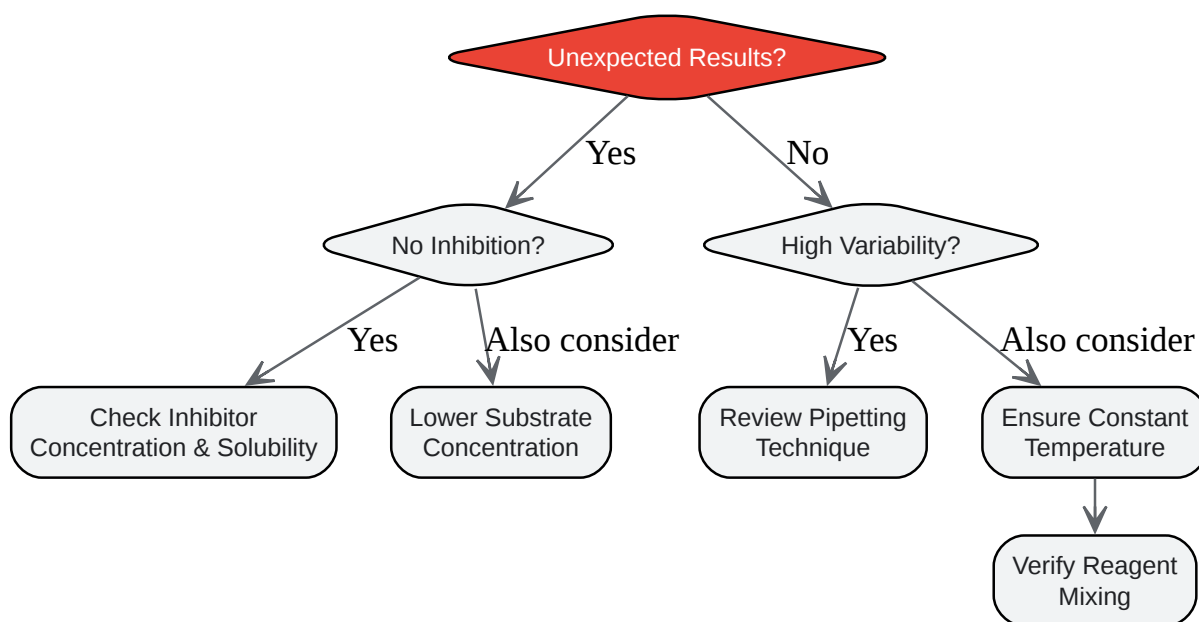 Unexpected Results?
Yes
No
No Inhibition?
High Variability?
Yes
Also consider
Yes
Also consider
Check Inhibitor
Concentration & Solubility
Lower Substrate
Concentration
Review Pipetting
Technique
Ensure Constant
Temperature
Verify Reagent
Mixing